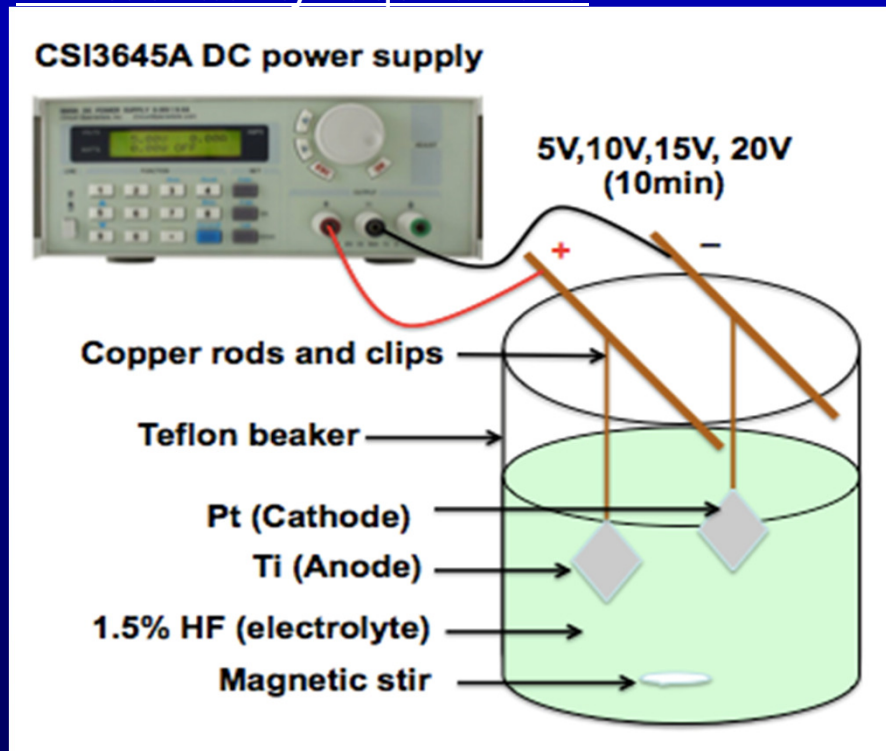 CSI3645A DC power supply
5V,10V,15V, 20V
(10min)
+
–
Copper rods and clips
Teflon beaker
Pt (Cathode)
Ti (Anode)
1.5% HF (electrolyte)
Magnetic stir